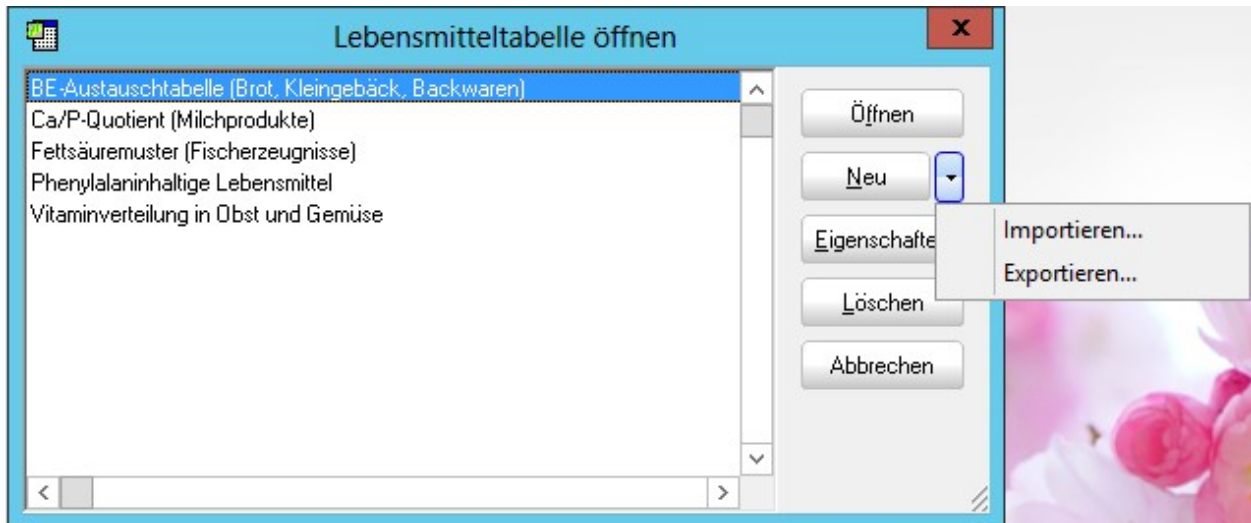 Lebensmitteltabelle öffnen
x
BE-Austauschtabelle (Brot, Kleingebäck, Backwaren)
Ca/P-Quotient (Milchprodukte)
Fettsäuremuster (Fischerzeugnisse)
Phenylalaninhaltige Lebensmittel
Vitaminverteilung in Obst und Gemüse
Öffnen
Neu
Eigenschafte
Löschen
Abbrechen
Importieren...
Exportieren...